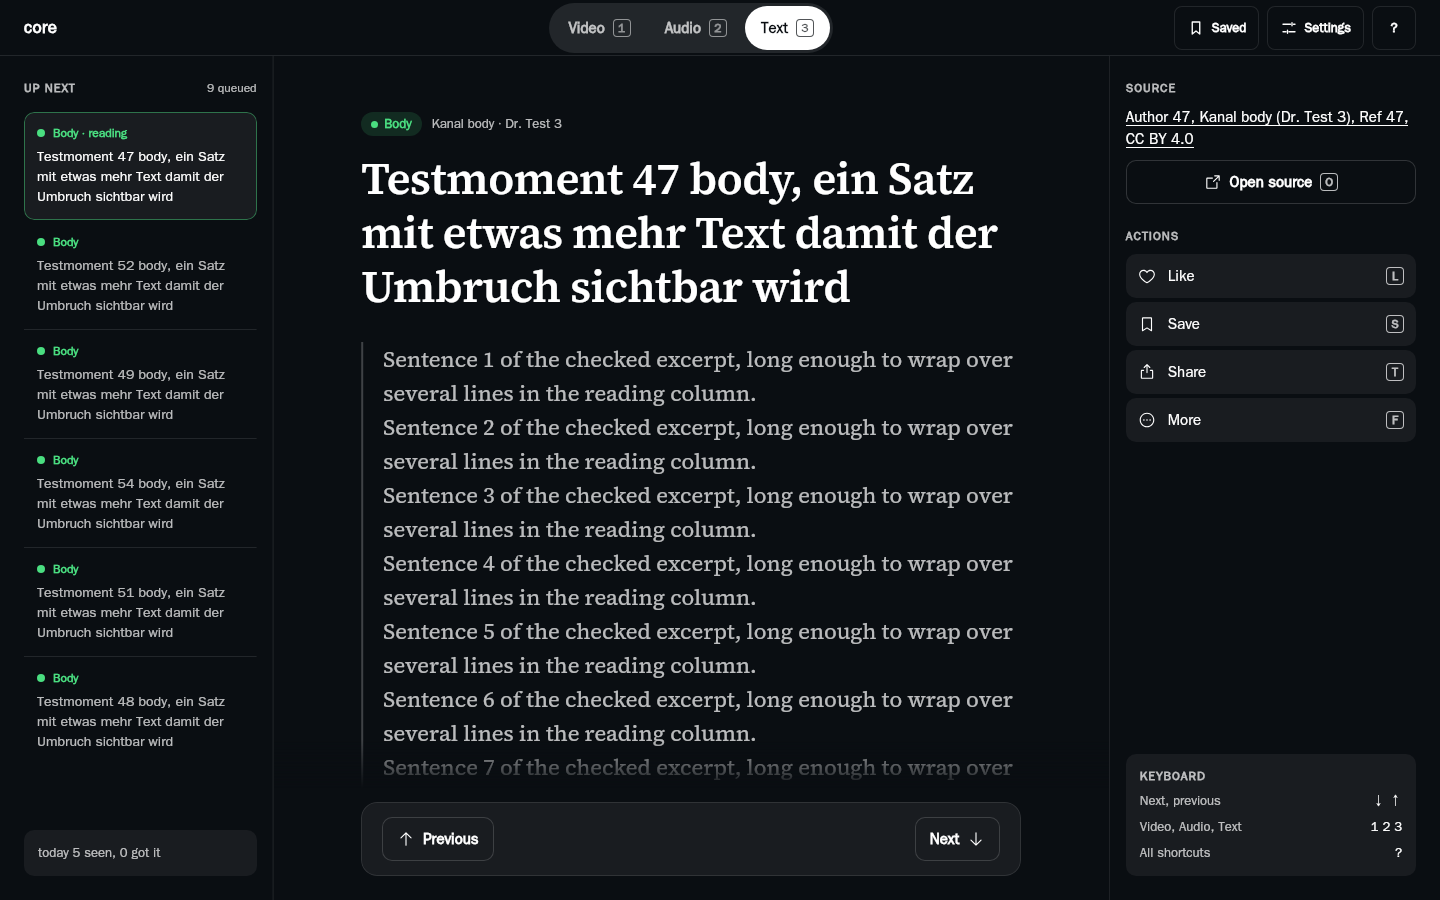 core
Video 1
Audio 2
Text 3
Saved
Settings
?
UP NEXT
9 queued
Body · reading
Testmoment 47 body, ein Satz
mit etwas mehr Text damit der
Umbruch sichtbar wird
Body
Testmoment 52 body, ein Satz
mit etwas mehr Text damit der
Umbruch sichtbar wird
Body
Testmoment 49 body, ein Satz
mit etwas mehr Text damit der
Umbruch sichtbar wird
Body
Testmoment 54 body, ein Satz
mit etwas mehr Text damit der
Umbruch sichtbar wird
Body
Testmoment 51 body, ein Satz
mit etwas mehr Text damit der
Umbruch sichtbar wird
Body
Testmoment 48 body, ein Satz
mit etwas mehr Text damit der
Umbruch sichtbar wird
today 5 seen, 0 got it
Body
Kanal body · Dr. Test 3
Testmoment 47 body, ein Satz
mit etwas mehr Text damit der
Umbruch sichtbar wird
Sentence 1 of the checked excerpt, long enough to wrap over
several lines in the reading column.
Sentence 2 of the checked excerpt, long enough to wrap over
several lines in the reading column.
Sentence 3 of the checked excerpt, long enough to wrap over
several lines in the reading column.
Sentence 4 of the checked excerpt, long enough to wrap over
several lines in the reading column.
Sentence 5 of the checked excerpt, long enough to wrap over
several lines in the reading column.
Sentence 6 of the checked excerpt, long enough to wrap over
several lines in the reading column.
Sentence 7 of the checked excerpt, long enough to wrap over
↑ Previous
Next ↓
SOURCE
Author 47, Kanal body (Dr. Test 3), Ref 47,
CC BY 4.0
Open source O
ACTIONS
Like L
Save S
Share T
More F
KEYBOARD
Next, previous ↓ ↑
Video, Audio, Text 1 2 3
All shortcuts ?